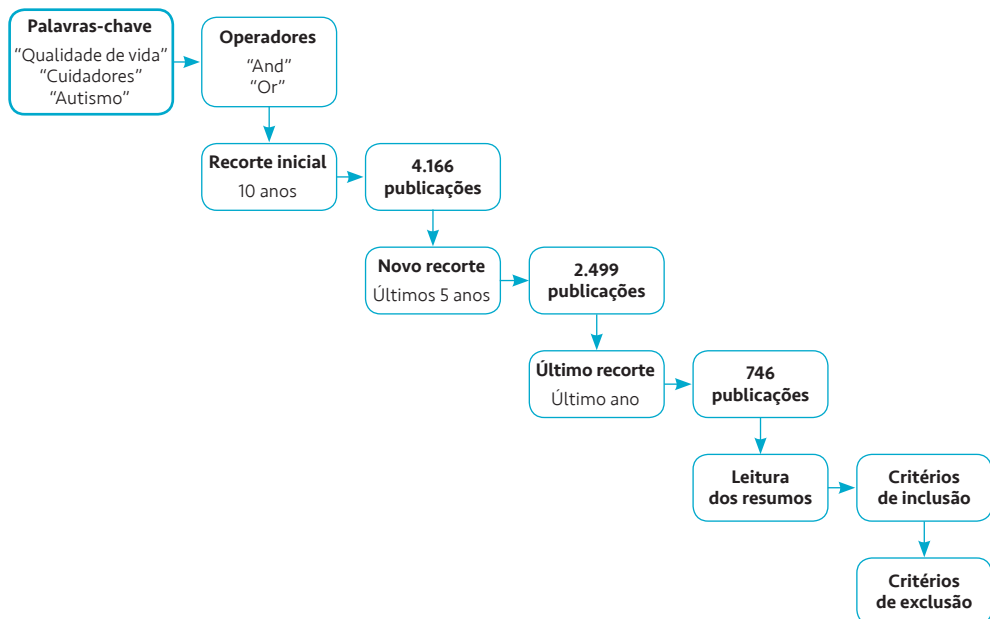 Palavras-chave
“Qualidade de vida”
“Cuidadores”
“Autismo”
Operadores
“And”
“Or”
Recorte inicial
10 anos
4.166
publicações
Novo recorte
Últimos 5 anos
2.499
publicações
Último recorte
Último ano
746
publicações
Leitura
dos resumos
Critérios
de inclusão
Critérios
de exclusão